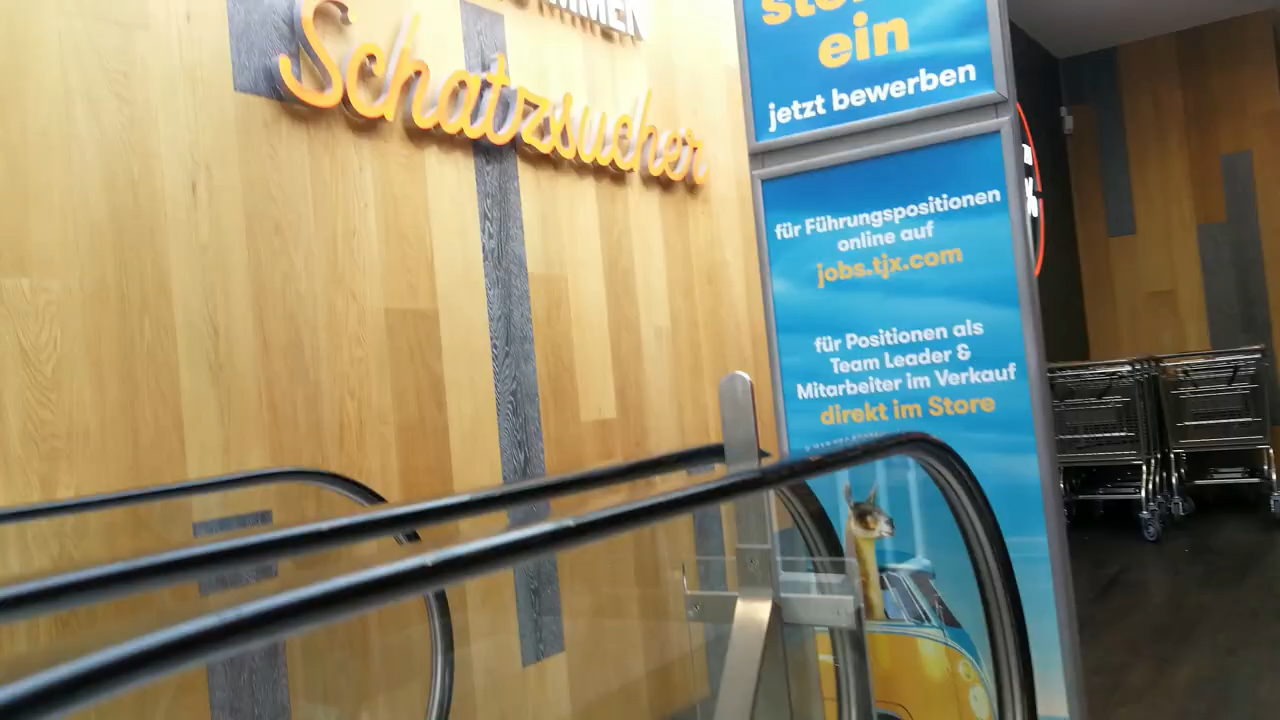 Schatzsucher
ein
jetzt bewerben
für Führungspositionen
online auf
jobs.tjx.com
für Positionen als
Team Leader &
Mitarbeiter im Verkauf
direkt im Store